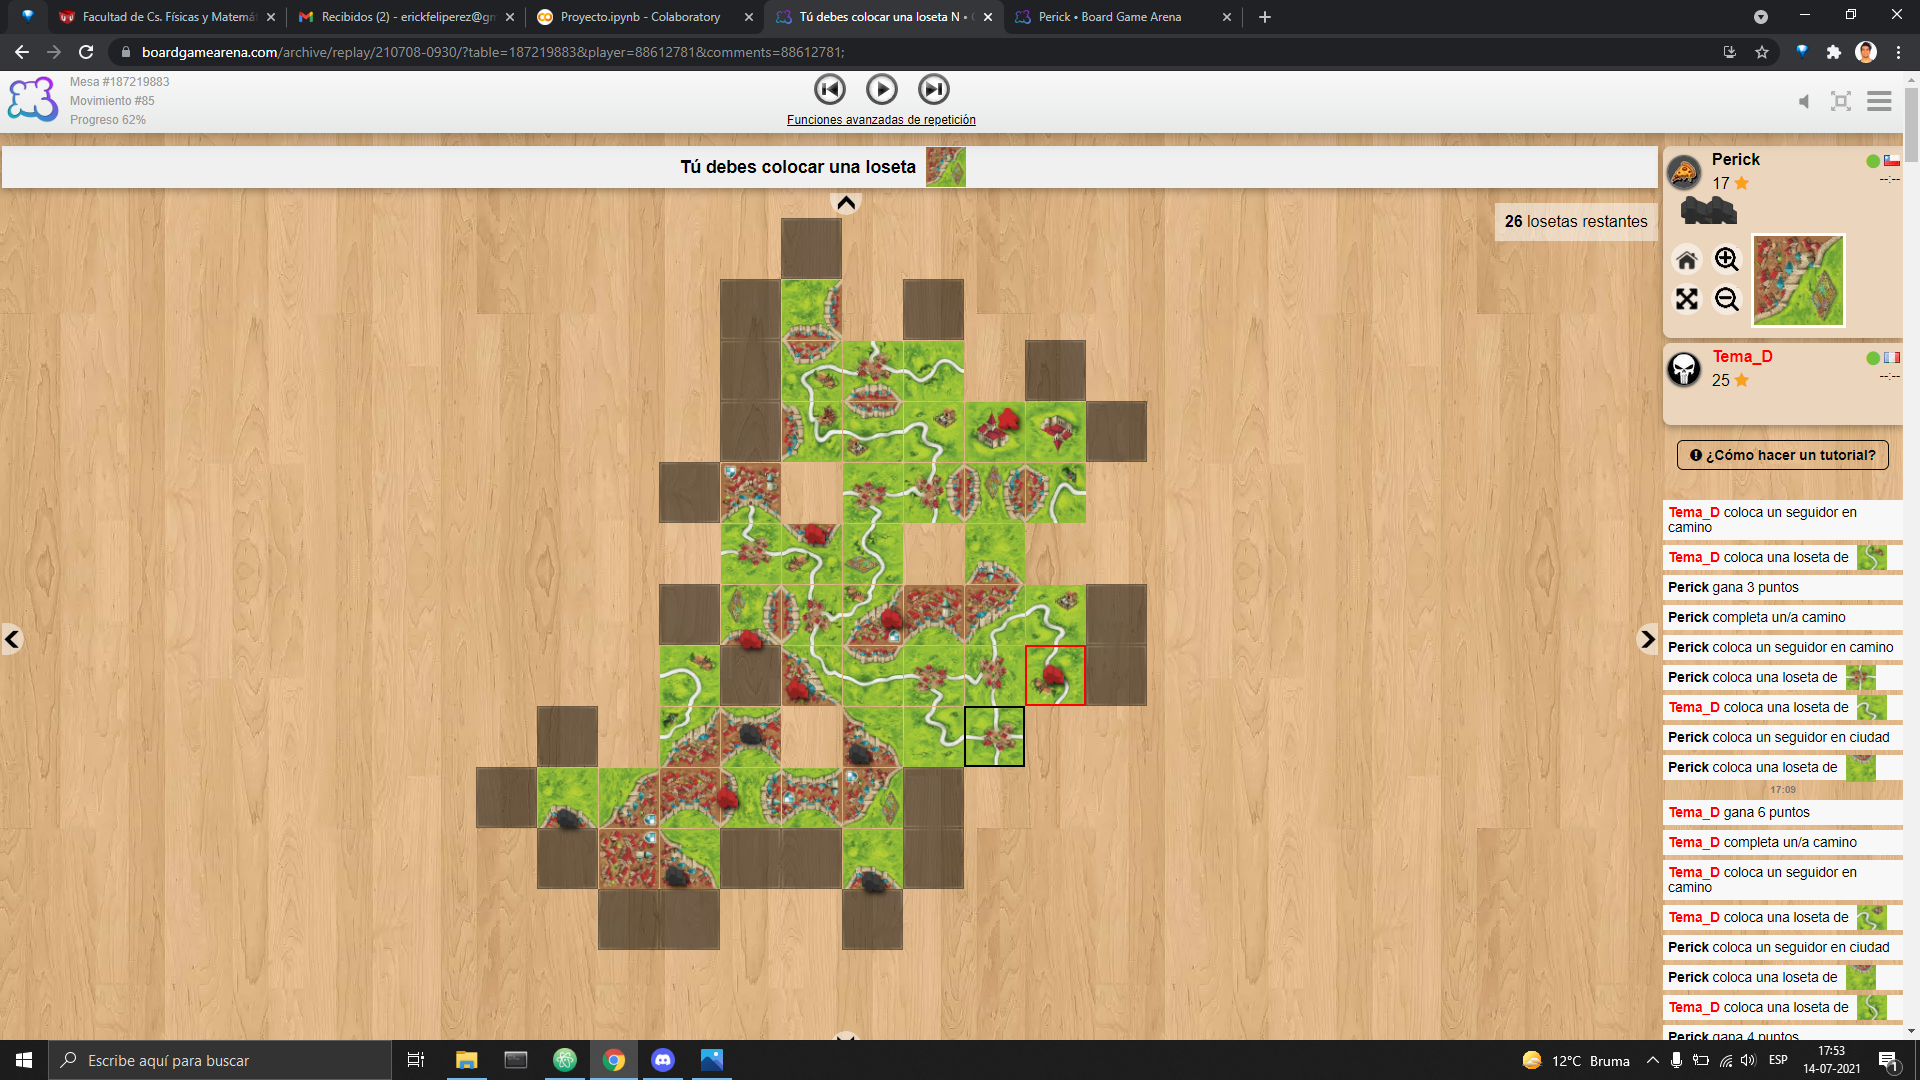 Facultad de Cs. Físicas y Matemát
Recibidos (2) - erickfeliperez@gm
Proyecto.ipynb - Colaboratory
Tú debes colocar una loseta N •
Perick • Board Game Arena
boardgamearena.com/archive/replay/210708-0930/?table=187219883&player=88612781&comments=88612781;
Mesa #187219883
Movimiento #85
Progreso 62%
Funciones avanzadas de repetición
Tú debes colocar una loseta
26 losetas restantes
Perick
17
--:--
Tema_D
25
--:--
¿Cómo hacer un tutorial?
Tema_D coloca un seguidor en
camino
Tema_D coloca una loseta de
Perick gana 3 puntos
Perick completa un/a camino
Perick coloca un seguidor en camino
Perick coloca una loseta de
Tema_D coloca una loseta de
Perick coloca un seguidor en ciudad
Perick coloca una loseta de
17:09
Tema_D gana 6 puntos
Tema_D completa un/a camino
Tema_D coloca un seguidor en
camino
Tema_D coloca una loseta de
Perick coloca un seguidor en ciudad
Perick coloca una loseta de
Tema_D coloca una loseta de
Perick gana 4 puntos
Escribe aquí para buscar
12°C Bruma
ESP
17:53
14-07-2021
1